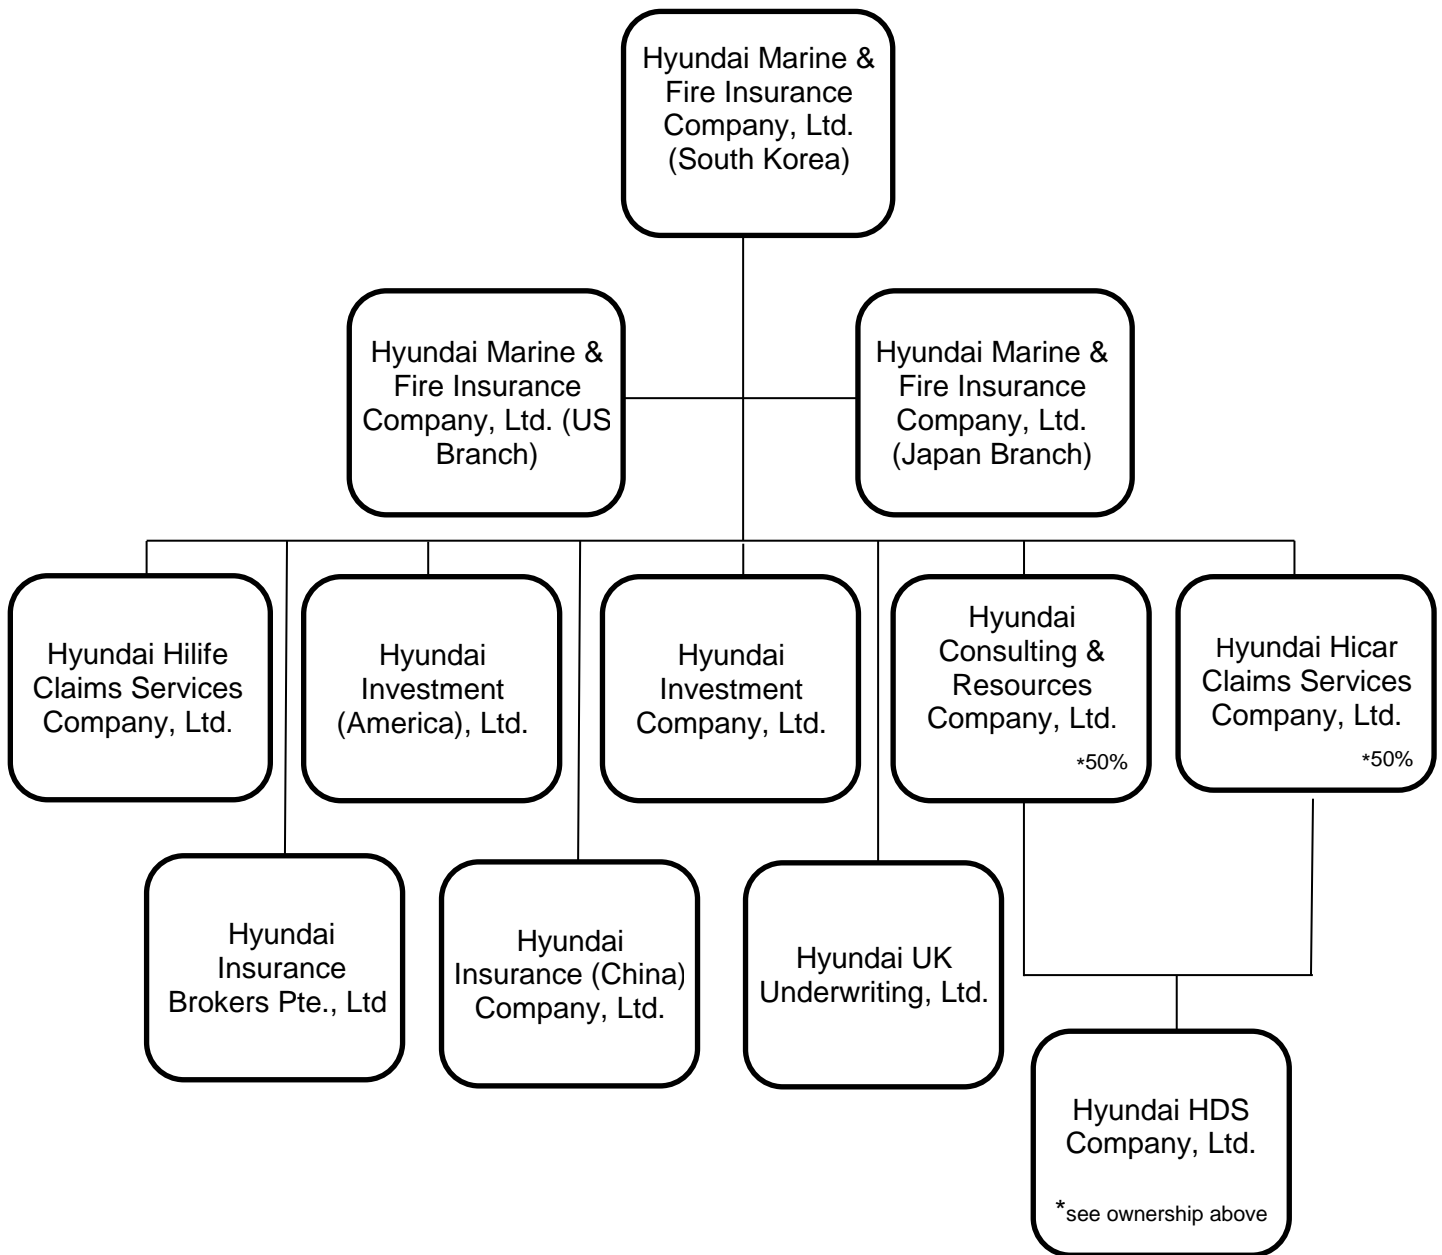 Hyundai Marine &
Fire Insurance
Company, Ltd.
(South Korea)
Hyundai Marine &
Fire Insurance
Company, Ltd. (US
Branch)
Hyundai Marine &
Fire Insurance
Company, Ltd.
(Japan Branch)
Hyundai Hilife
Claims Services
Company, Ltd.
Hyundai
Investment
(America), Ltd.
Hyundai
Investment
Company, Ltd.
Hyundai
Consulting &
Resources
Company, Ltd.
*50%
Hyundai Hicar
Claims Services
Company, Ltd.
*50%
Hyundai
Insurance
Brokers Pte., Ltd
Hyundai
Insurance (China)
Company, Ltd.
Hyundai UK
Underwriting, Ltd.
Hyundai HDS
Company, Ltd.
*see ownership above